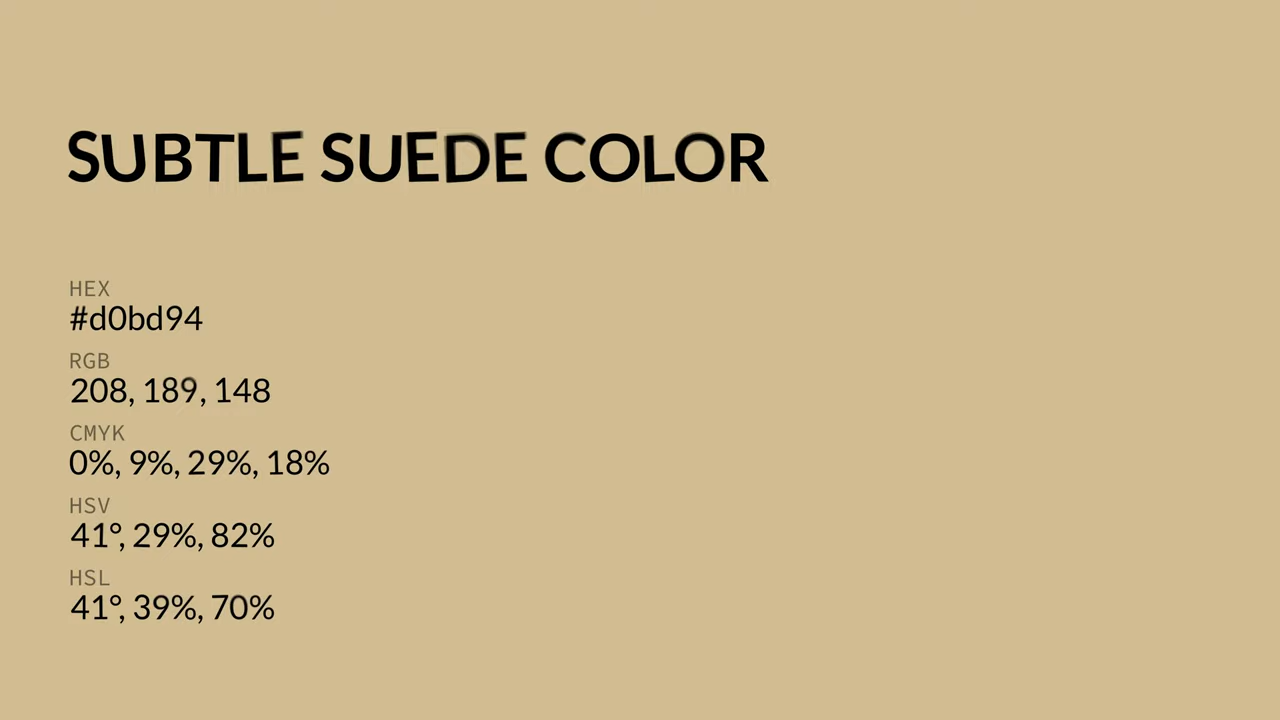 SUBTLE SUEDE COLOR
HEX
#d0bd94
RGB
208, 189, 148
CMYK
0%, 9%, 29%, 18%
HSV
41°, 29%, 82%
HSL
41°, 39%, 70%